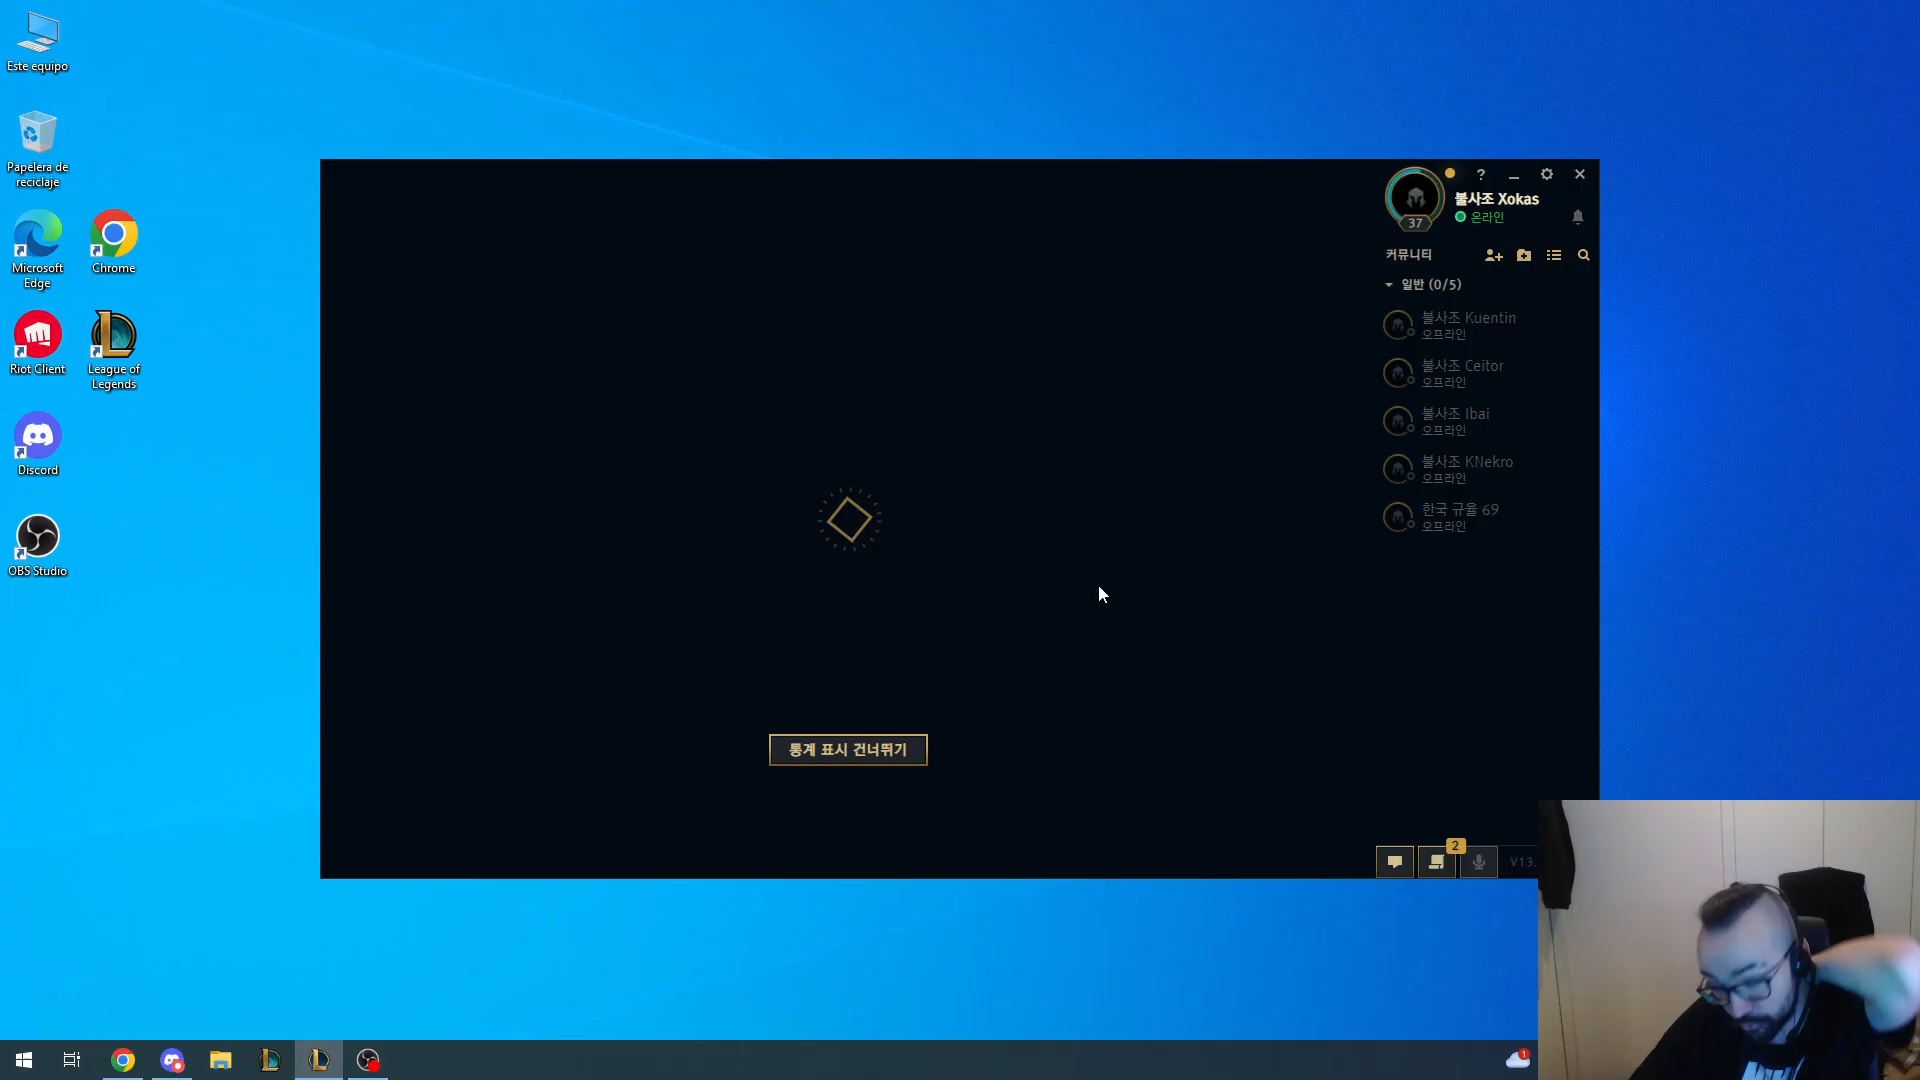 Este equipo
Papelera de
reciclaje
Microsoft
Edge
Chrome
Riot Client
League of
Legends
Discord
OBS Studio
37
?
불사조 Xokas
온라인
커뮤니티
일반 (0/5)
불사조 Kuentin
오프라인
불사조 Ceitor
오프라인
불사조 Ibai
오프라인
불사조 KNekro
오프라인
한국 규율 69
오프라인
통계 표시 건너뛰기
2
V13.
1